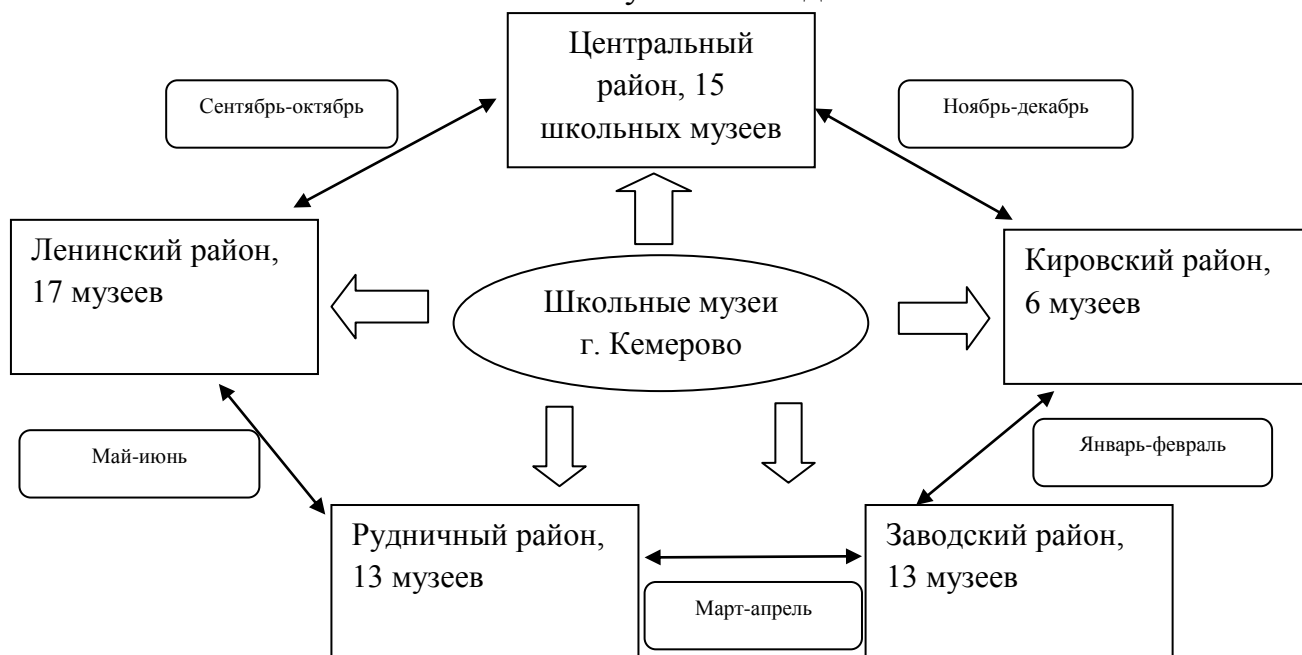 Центральный
район, 15
школьных музеев
Сентябрь-октябрь
Ноябрь-декабрь
Ленинский район,
17 музеев
Школьные музеи
г. Кемерово
Кировский район,
6 музеев
Май-июнь
Январь-февраль
Рудничный район,
13 музеев
Март-апрель
Заводский район,
13 музеев